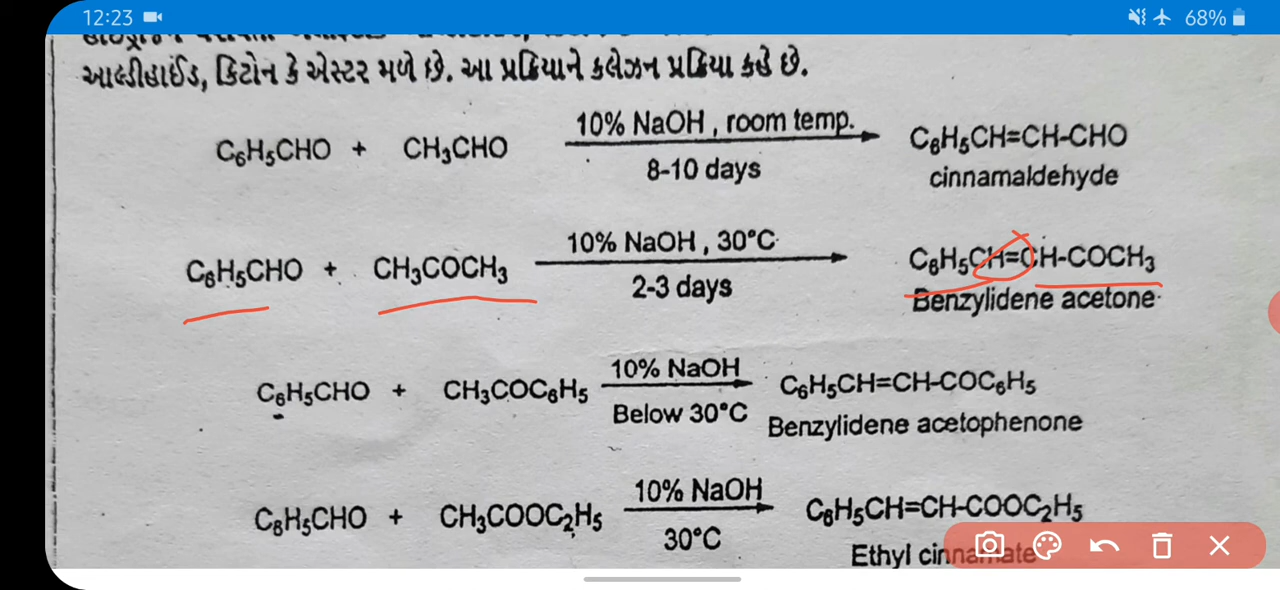 12:23 68%
આલ્ડીહાઈડ, કિટોન કે એસ્ટર મળે છે. આ પ્રક્રિયાને કલેઝન પ્રક્રિયા કહે છે.
C₆H₅CHO + CH₃CHO 10% NaOH , room temp. 8-10 days C₆H₅CH=CH-CHO
cinnamaldehyde
C₆H₅CHO + CH₃COCH₃ 10% NaOH , 30°C 2-3 days C₆H₅CH=CH-COCH₃
Benzylidene acetone
C₆H₅CHO + CH₃COC₆H₅ 10% NaOH Below 30°C C₆H₅CH=CH-COC₆H₅
Benzylidene acetophenone
C₆H₅CHO + CH₃COOC₂H₅ 10% NaOH 30°C C₆H₅CH=CH-COOC₂H₅
Ethyl cinnamate